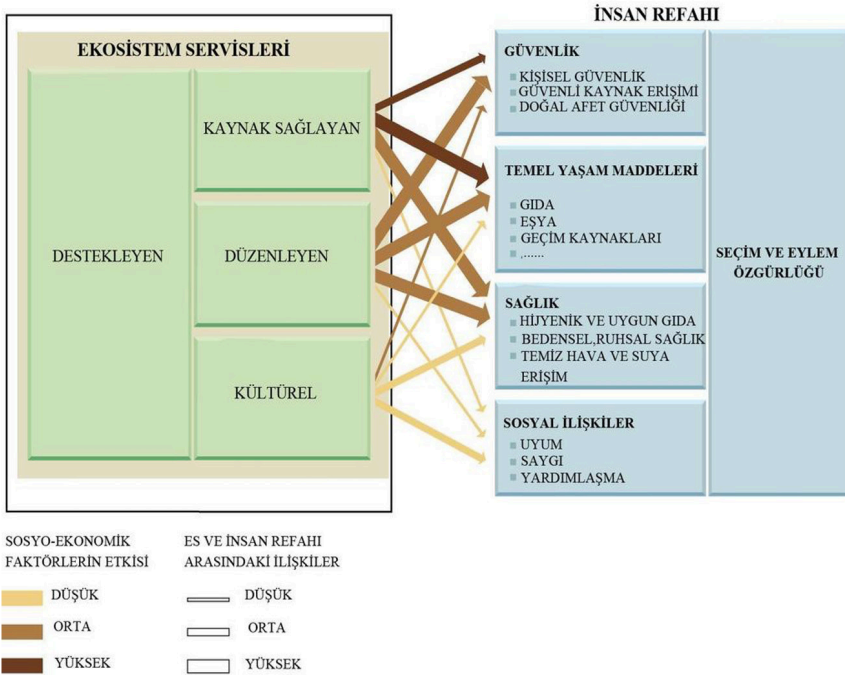 EKOSİSTEM SERVİSLERİ
DESTEKLEYEN
KAYNAK SAĞLAYAN
DÜZENLEYEN
KÜLTÜREL
İNSAN REFAHI
GÜVENLİK
KİŞİSEL GÜVENLİK
GÜVENLİ KAYNAK ERİŞİMİ
DOĞAL AFET GÜVENLİĞİ
TEMEL YAŞAM MADDELERİ
GIDA
EŞYA
GEÇİM KAYNAKLARI
.......
SAĞLIK
HİJYENİK VE UYGUN GIDA
BEDENSEL,RUHSAL SAĞLIK
TEMİZ HAVA VE SUYA
ERİŞİM
SOSYAL İLİŞKİLER
UYUM
SAYGI
YARDIMLAŞMA
SEÇİM VE EYLEM
ÖZGÜRLÜĞÜ
SOSYO-EKONOMİK
FAKTÖRLERİN ETKİSİ
DÜŞÜK
ORTA
YÜKSEK
ES VE İNSAN REFAHI
ARASINDAKİ İLİŞKİLER
DÜŞÜK
ORTA
YÜKSEK